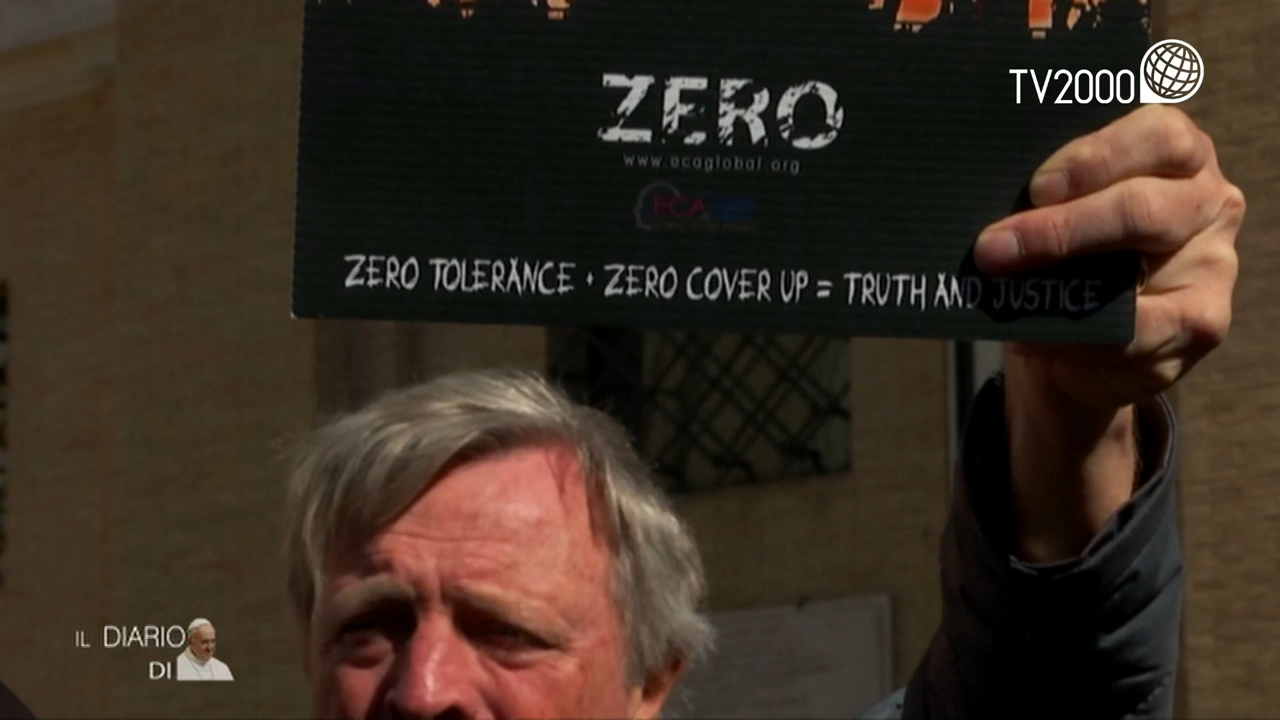 TV2000
ZERO
www.ecaglobal.org
ECA
ZERO TOLERANCE • ZERO COVER UP = TRUTH AND JUSTICE
IL DIARIO
DI